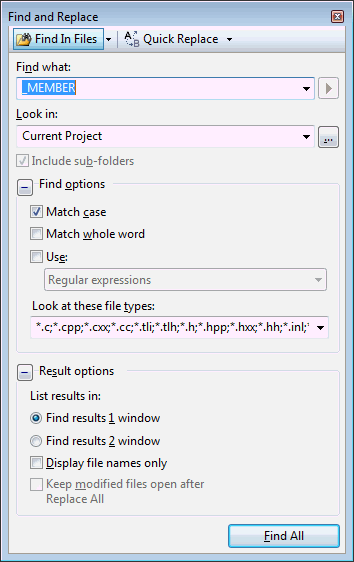 Find and Replace
Find In Files Quick Replace
Find what:
_MEMBER
Look in:
Current Project
...
Include sub-folders
Find options
Match case
Match whole word
Use:
Regular expressions
Look at these file types:
*.c;*.cpp;*.cxx;*.cc;*.tli;*.tlh;*.h;*.hpp;*.hxx;*.hh;*.inl;*
Result options
List results in:
Find results 1 window
Find results 2 window
Display file names only
Keep modified files open after
Replace All
Find All